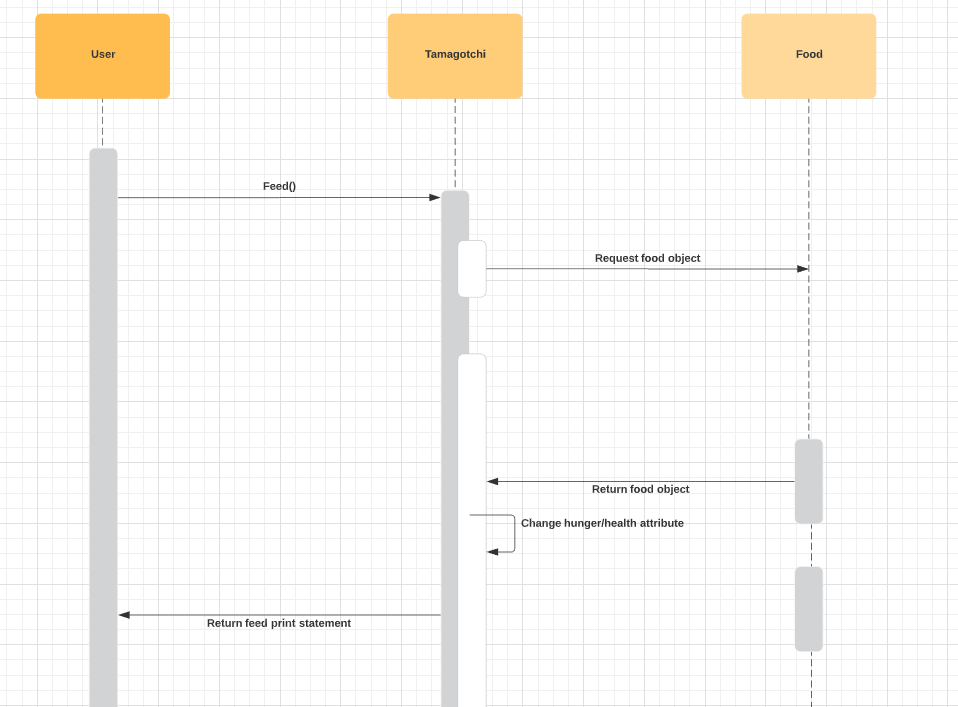 User
Tamagotchi
Food
Feed()
Request food object
Return food object
Change hunger/health attribute
Return feed print statement